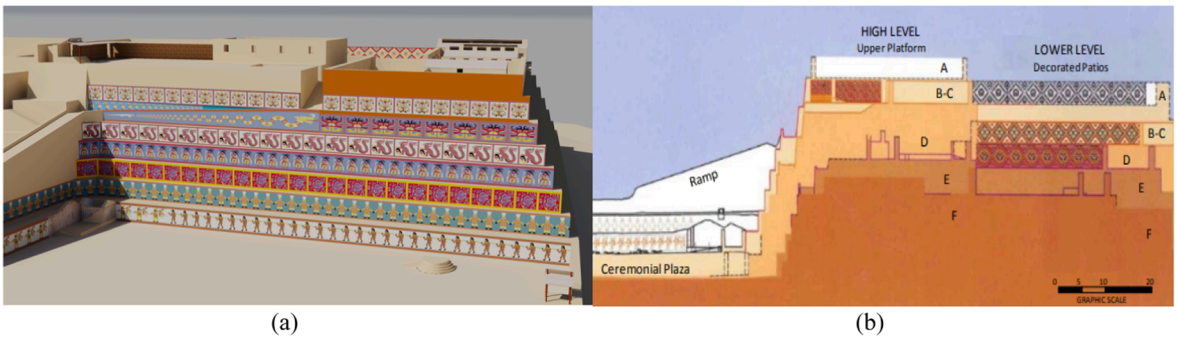 HIGH LEVEL
Upper Platform
LOWER LEVEL
Decorated Patios
A
B-C
A
B-C
D
D
E
E
F
F
Ramp
Ceremonial Plaza
0 5 10 20
GRAPHIC SCALE
(a)
(b)